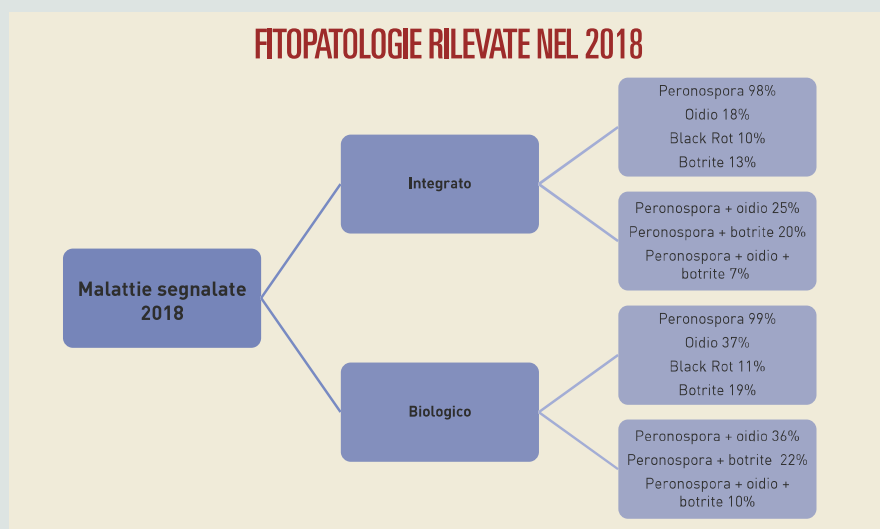 FITOPATOLOGIE RILEVATE NEL 2018
Malattie segnalate
2018
Integrato
Peronospora 98%
Oidio 18%
Black Rot 10%
Botrite 13%
Peronospora + oidio 25%
Peronospora + botrite 20%
Peronospora + oidio +
botrite 7%
Biologico
Peronospora 99%
Oidio 37%
Black Rot 11%
Botrite 19%
Peronospora + oidio 36%
Peronospora + botrite 22%
Peronospora + oidio +
botrite 10%